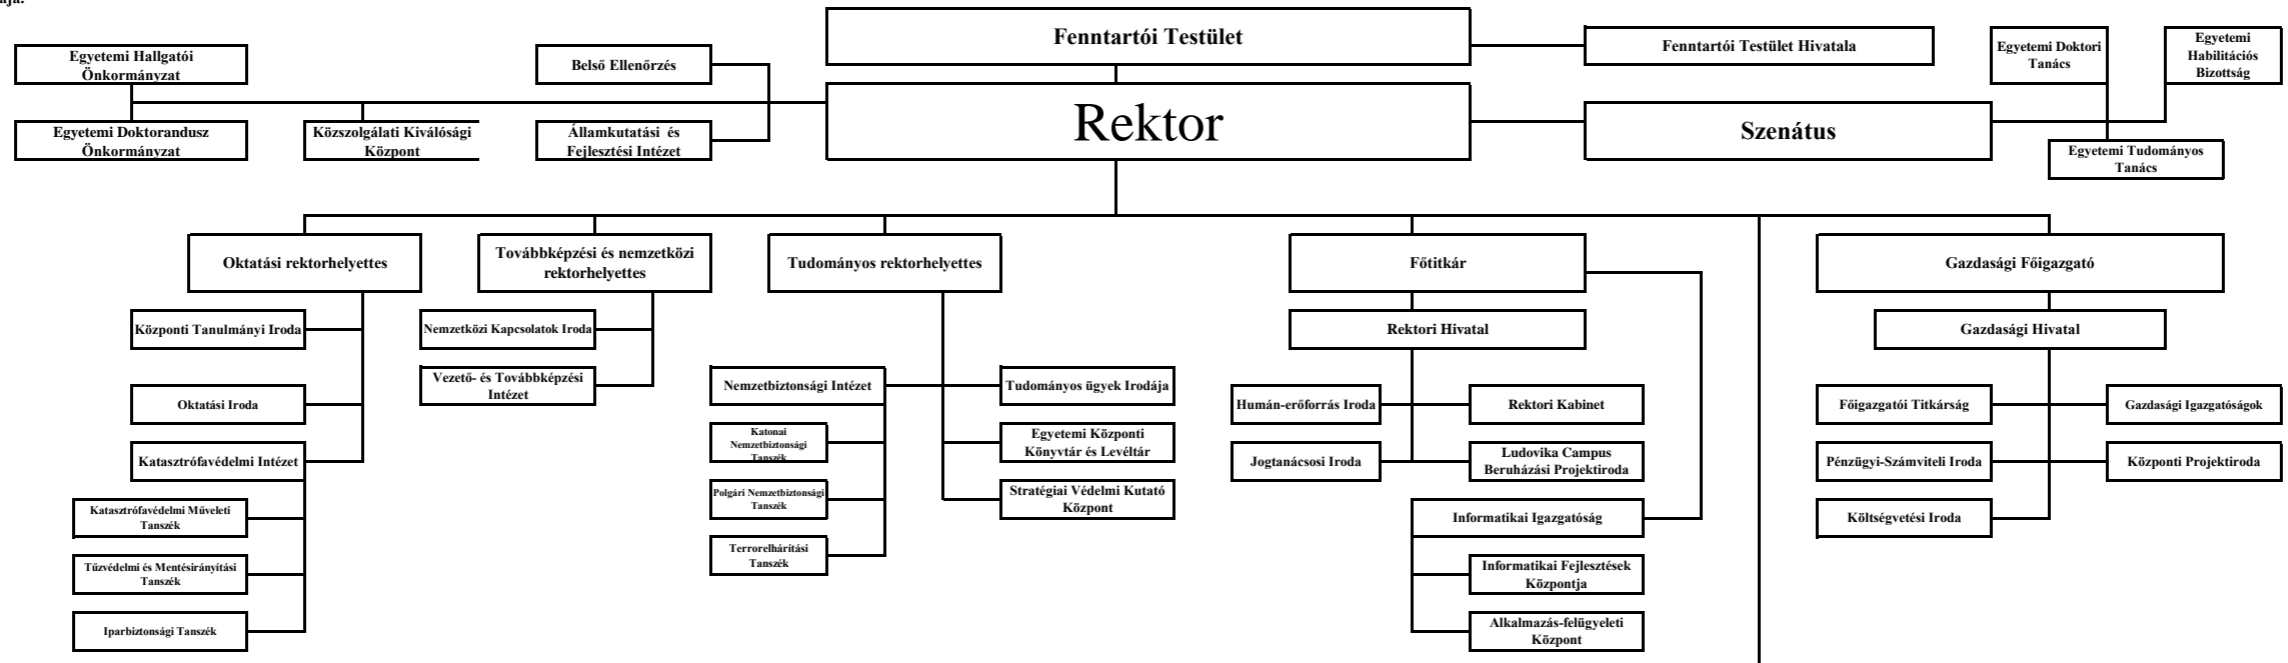 Fenntartói Testület
Fenntartói Testület Hivatala
Egyetemi Hallgatói
Önkormányzat
Belső Ellenőrzés
Egyetemi Doktori
Tanács
Egyetemi
Habilitációs
Bizottság
Rektor
Egyetemi Doktorandusz
Önkormányzat
Közszolgálati Kiválósági
Központ
Államkutatási és
Fejlesztési Intézet
Szenátus
Egyetemi Tudományos
Tanács
Oktatási rektorhelyettes
Továbbképzési és nemzetközi
rektorhelyettes
Tudományos rektorhelyettes
Főtitkár
Gazdasági Főigazgató
Központi Tanulmányi Iroda
Nemzetközi Kapcsolatok Iroda
Rektori Hivatal
Gazdasági Hivatal
Vezető- és Továbbképzési
Intézet
Nemzetbiztonsági Intézet
Tudományos ügyek Irodája
Oktatási Iroda
Humán-erőforrás Iroda
Rektori Kabinet
Főigazgatói Titkárság
Gazdasági Igazgatóságok
Katonai
Nemzetbiztonsági
Tanszék
Egyetemi Központi
Könyvtár és Levéltár
Katasztrófavédelmi Intézet
Jogtanácsosi Iroda
Ludovika Campus
Beruházási Projektiroda
Pénzügyi-Számviteli Iroda
Központi Projektiroda
Polgári Nemzetbiztonsági
Tanszék
Stratégiai Védelmi Kutató
Központ
Katasztrófavédelmi Műveleti
Tanszék
Informatikai Igazgatóság
Költségvetési Iroda
Terrorelhárítási
Tanszék
Tűzvédelmi és Mentésirányítási
Tanszék
Informatikai Fejlesztések
Központja
Iparbiztonsági Tanszék
Alkalmazás-felügyeleti
Központ